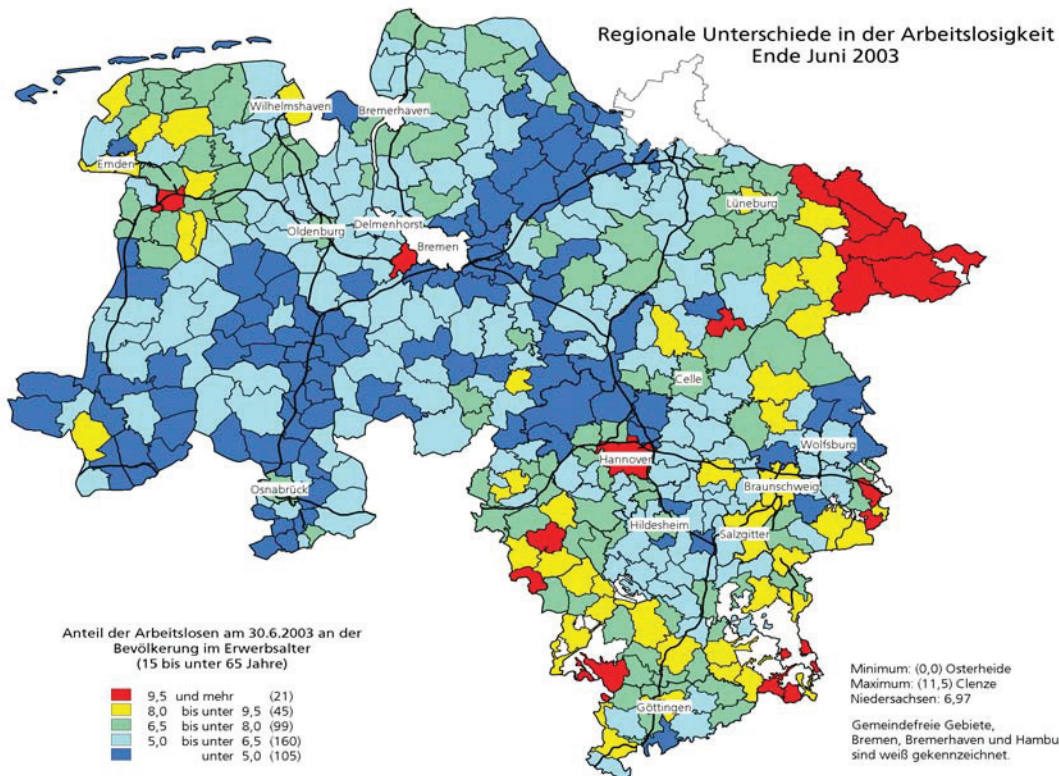 Regionale Unterschiede in der Arbeitslosigkeit
Ende Juni 2003
Wilhelmshaven
Bremerhaven
Emden
Lüneburg
Delmenhorst
Oldenburg
Bremen
Celle
Wolfsburg
Hannover
Osnabrück
Braunschweig
Hildesheim
Salzgitter
Göttingen
Anteil der Arbeitslosen am 30.6.2003 an der
Bevölkerung im Erwerbsalter
(15 bis unter 65 Jahre)
9,5 und mehr (21)
8,0 bis unter 9,5 (45)
6,5 bis unter 8,0 (99)
5,0 bis unter 6,5 (160)
unter 5,0 (105)
Minimum: (0,0) Osterheide
Maximum: (11,5) Clenze
Niedersachsen: 6,97
Gemeindefreie Gebiete,
Bremen, Bremerhaven und Hambu
sind weiß gekennzeichnet.